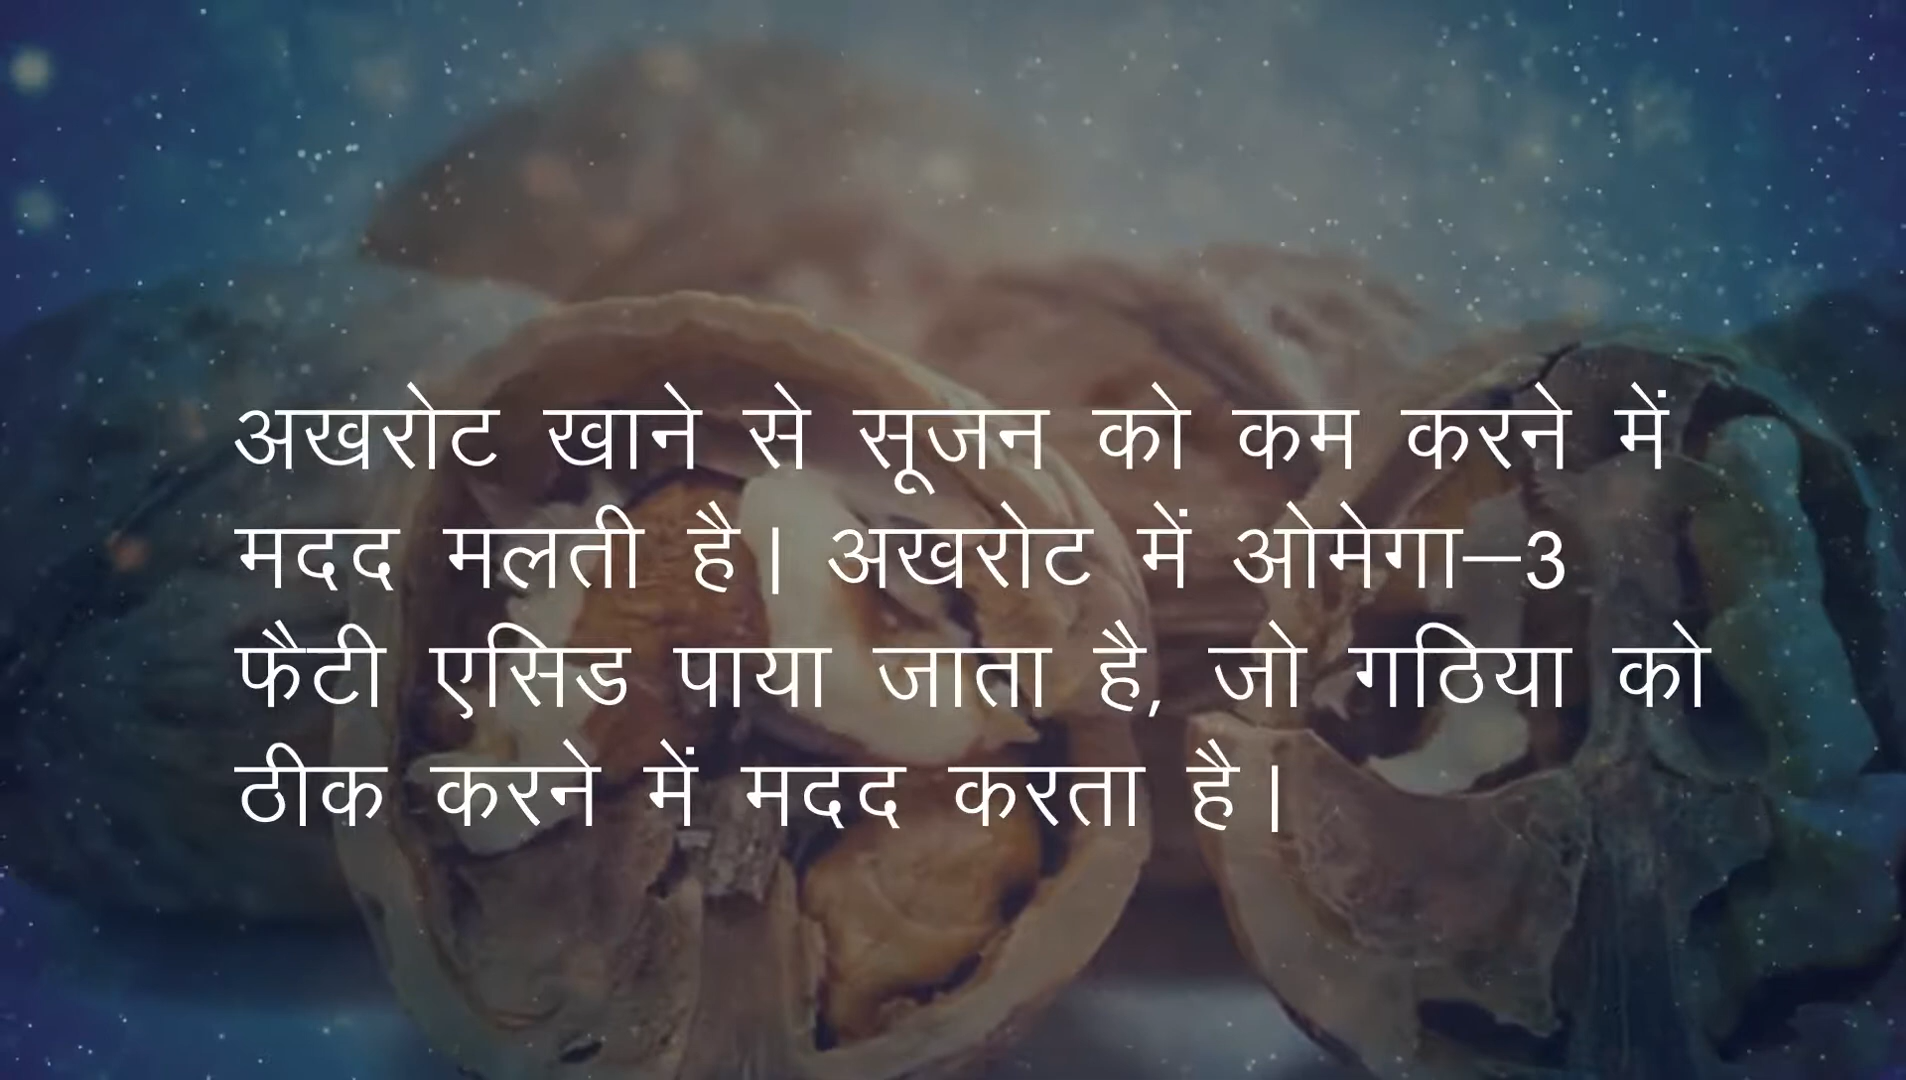 अखरोट खाने से सूजन को कम करने में
मदद मलती है। अखरोट में ओमेगा–3
फैटी एसिड पाया जाता है, जो गठिया को
ठीक करने में मदद करता है।